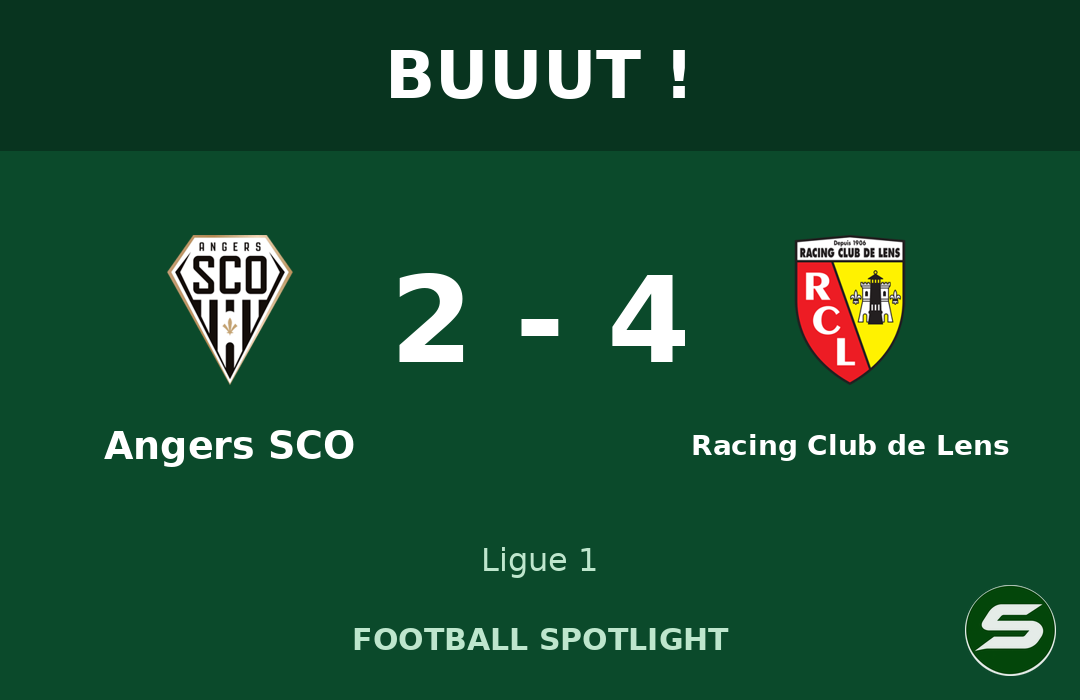 BUUUT !
ANGERS
SCO
2 - 4
Depuis 1906
RACING CLUB DE LENS
R
C
L
Angers SCO
Racing Club de Lens
Ligue 1
FOOTBALL SPOTLIGHT
S